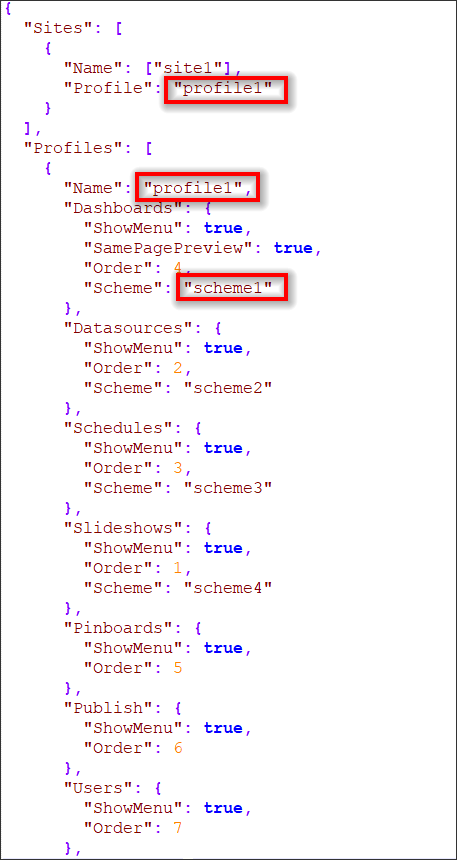 {
  "Sites": [
    {
      "Name": ["site1"],
      "Profile": "profile1"
    }
  ],
  "Profiles": [
    {
      "Name": "profile1",
      "Dashboards": {
        "ShowMenu": true,
        "SamePagePreview": true,
        "Order": 4,
        "Scheme": "scheme1"
      },
      "Datasources": {
        "ShowMenu": true,
        "Order": 2,
        "Scheme": "scheme2"
      },
      "Schedules": {
        "ShowMenu": true,
        "Order": 3,
        "Scheme": "scheme3"
      },
      "Slideshows": {
        "ShowMenu": true,
        "Order": 1,
        "Scheme": "scheme4"
      },
      "Pinboards": {
        "ShowMenu": true,
        "Order": 5
      },
      "Publish": {
        "ShowMenu": true,
        "Order": 6
      },
      "Users": {
        "ShowMenu": true,
        "Order": 7
      },